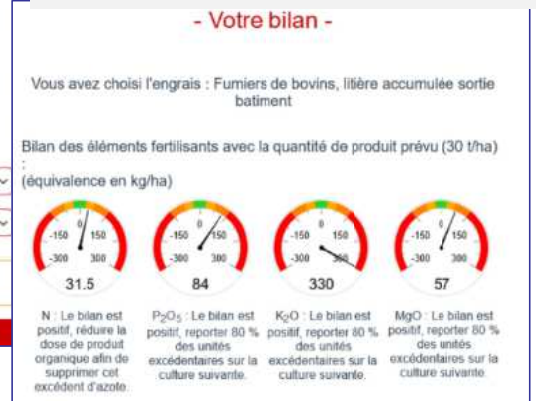 - Votre bilan -
Vous avez choisi l'engrais : Fumiers de bovins, litière accumulée sortie
batiment
Bilan des éléments fertilisants avec la quantité de produit prévu (30 t/ha)
:
(équivalence en kg/ha)
0
-150 150
-300 300
31.5
0
-150 150
-300 300
84
0
-150 150
-300 300
330
0
-150 150
-300 300
57
N : Le bilan est
positif, réduire la
dose de produit
organique afin de
supprimer cet
excédent d'azote.
P₂O₅ : Le bilan est
positif, reporter 80 %
des unités
excédentaires sur la
culture suivante.
K₂O : Le bilan est
positif, reporter 80 %
des unités
excédentaires sur la
culture suivante.
MgO : Le bilan est
positif, reporter 80 %
des unités
excédentaires sur la
culture suivante.